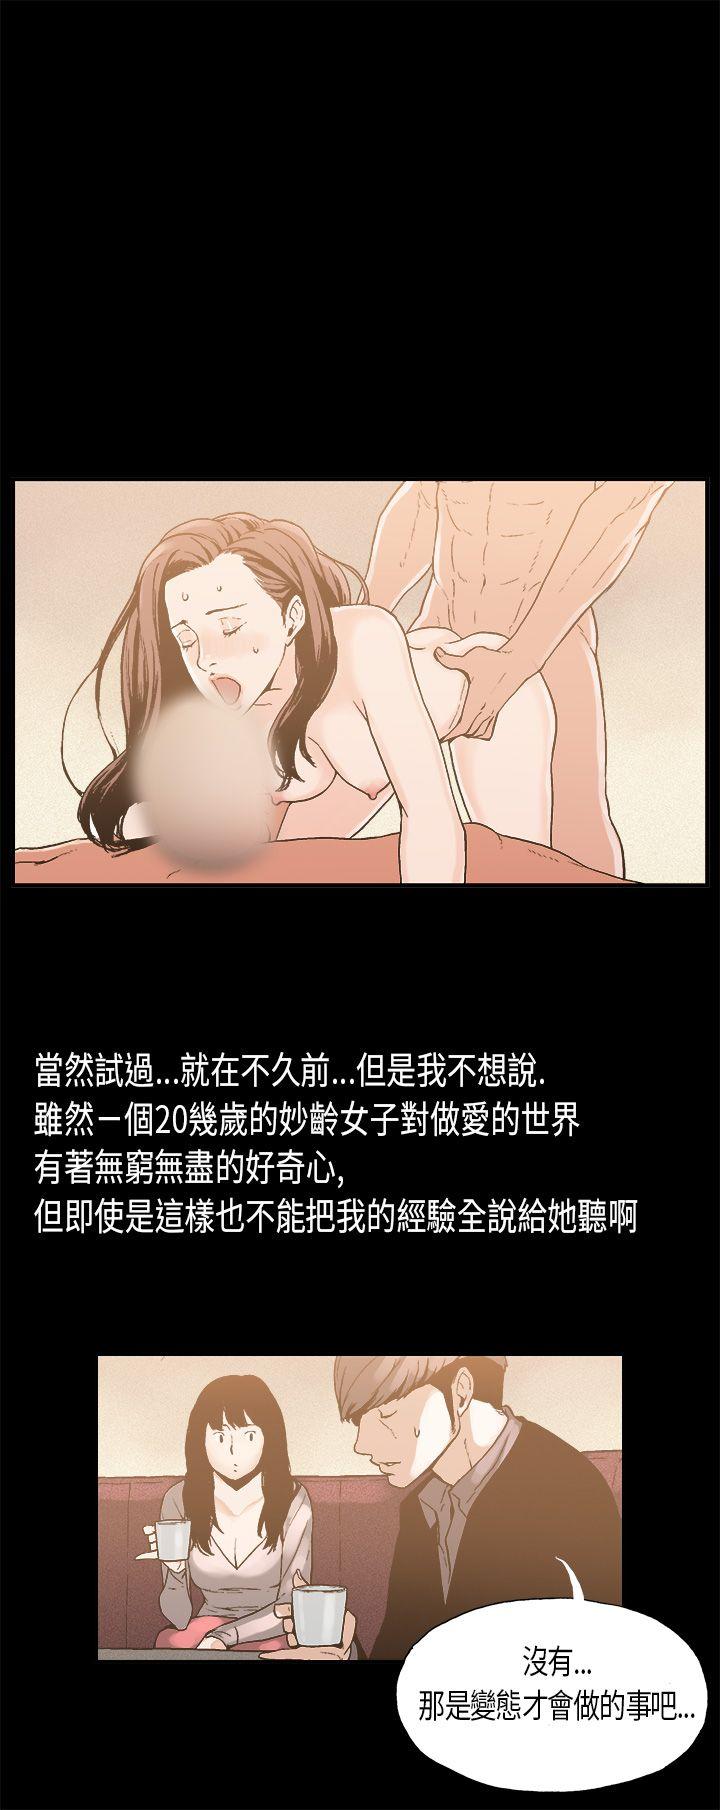 當然試過...就在不久前...但是我不想說.
雖然一個20幾歲的妙齡女子對做愛的世界
有著無窮無盡的好奇心,
但即使是這樣也不能把我的經驗全說給她聽啊
沒有...
那是變態才會做的事吧...